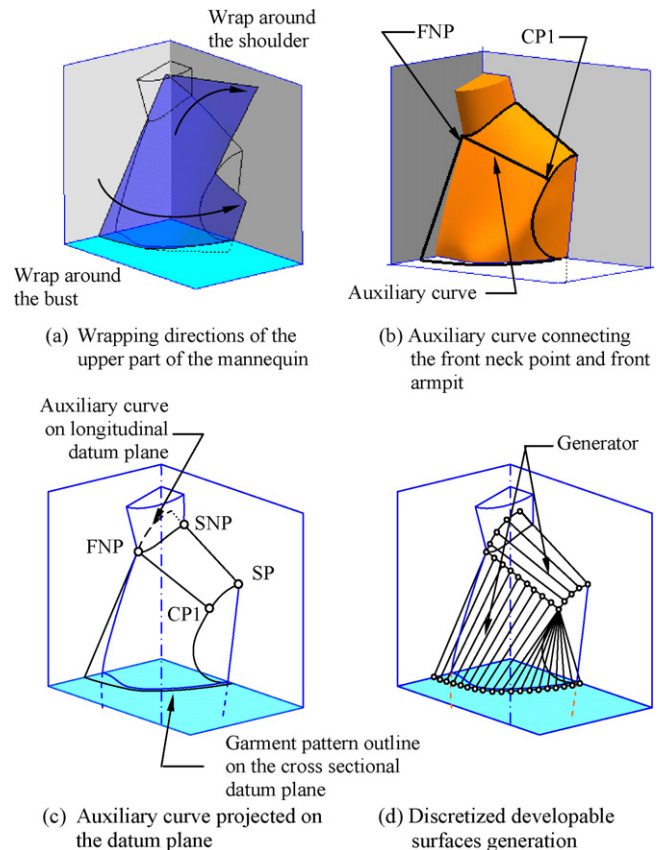 Wrap around
the shoulder
Wrap around
the bust
(a) Wrapping directions of the
upper part of the mannequin
FNP
CP1
Auxiliary curve
(b) Auxiliary curve connecting
the front neck point and front
armpit
Auxiliary curve
on longitudinal
datum plane
SNP
FNP
SP
CP1
Garment pattern outline
on the cross sectional
datum plane
(c) Auxiliary curve projected on
the datum plane
Generator
(d) Discretized developable
surfaces generation